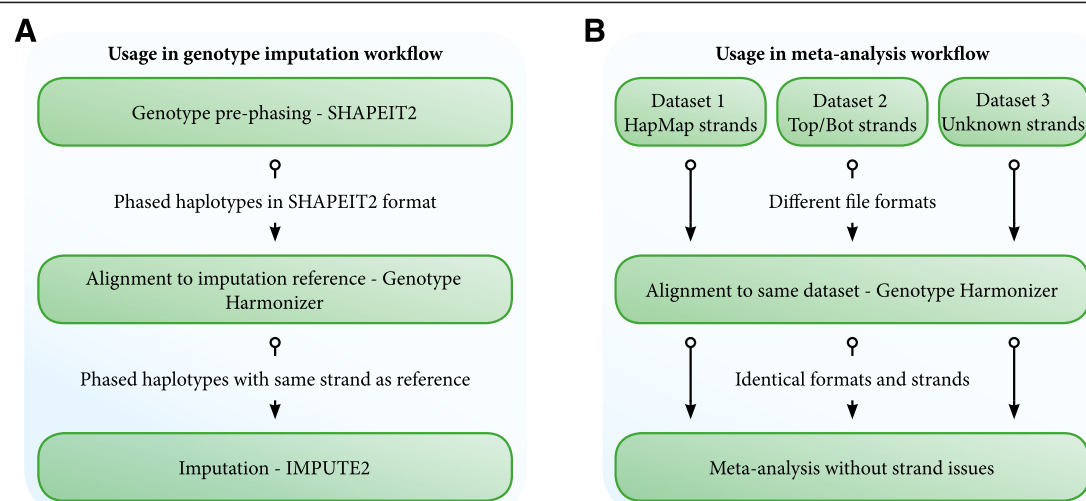 A
Usage in genotype imputation workflow
Genotype pre-phasing - SHAPEIT2
Phased haplotypes in SHAPEIT2 format
Alignment to imputation reference - Genotype
Harmonizer
Phased haplotypes with same strand as reference
Imputation - IMPUTE2
B
Usage in meta-analysis workflow
Dataset 1
HapMap strands
Dataset 2
Top/Bot strands
Dataset 3
Unknown strands
Different file formats
Alignment to same dataset - Genotype Harmonizer
Identical formats and strands
Meta-analysis without strand issues